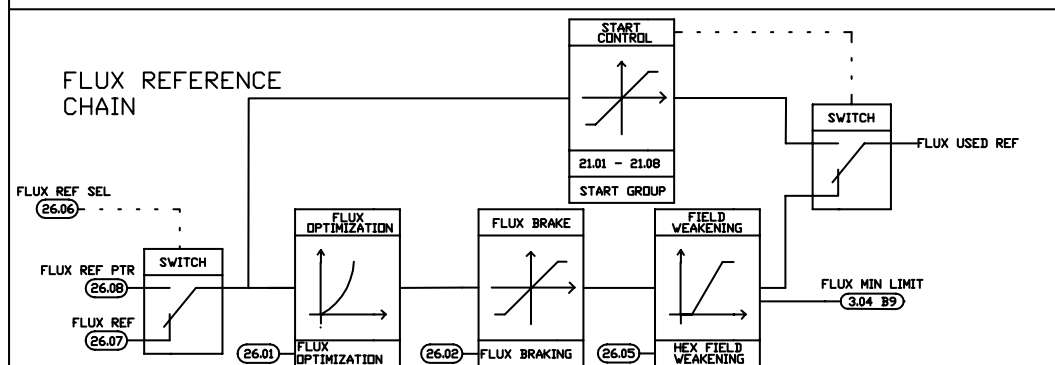 START
CONTROL
FLUX REFERENCE
CHAIN
SWITCH
FLUX USED REF
21.01 - 21.08
START GROUP
FLUX REF SEL
26.06
FLUX
OPTIMIZATION
FLUX BRAKE
FIELD
WEAKENING
SWITCH
FLUX REF PTR
26.08
FLUX MIN LIMIT
3.04 B9
FLUX REF
26.07
26.01
FLUX
OPTIMIZATION
26.02
FLUX BRAKING
26.05
HEX FIELD
WEAKENING